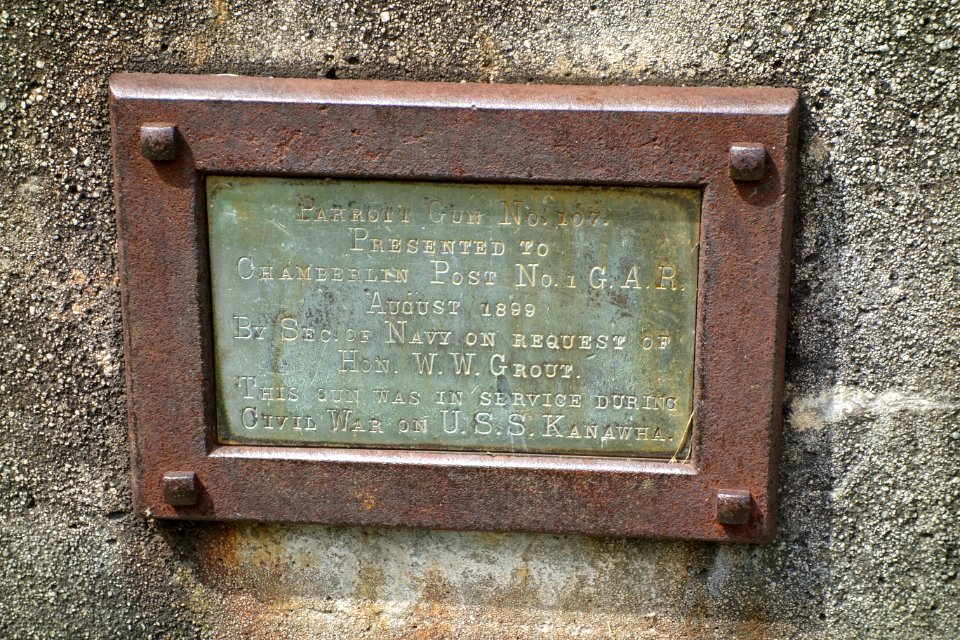 Parrott Gun No. 107.
Presented to
Chamberlin Post No. 1 G. A. R.
August 1899
By Sec. of Navy on request of
Hon. W. W. Grout.
This gun was in service during
Civil War on U. S. S. Kanawha.